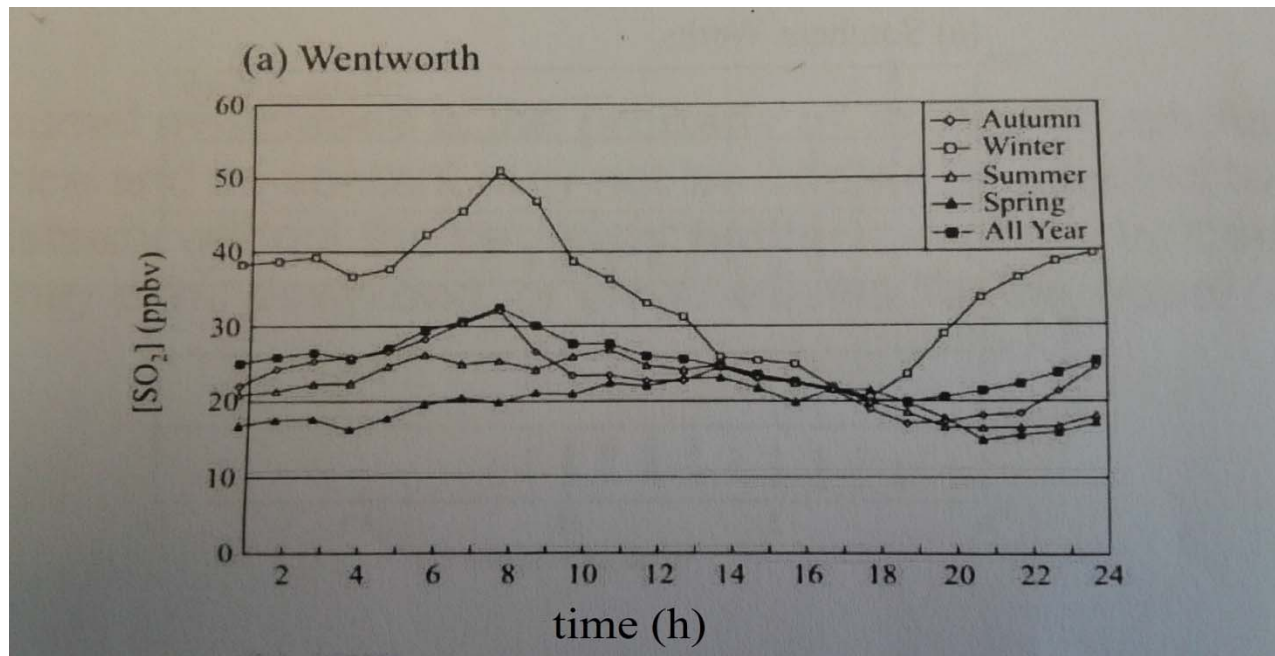 (a) Wentworth
60
50
40
30
20
10
0
[SO₂] (ppbv)
Autumn
Winter
Summer
Spring
All Year
2 4 6 8 10 12 14 16 18 20 22 24
time (h)